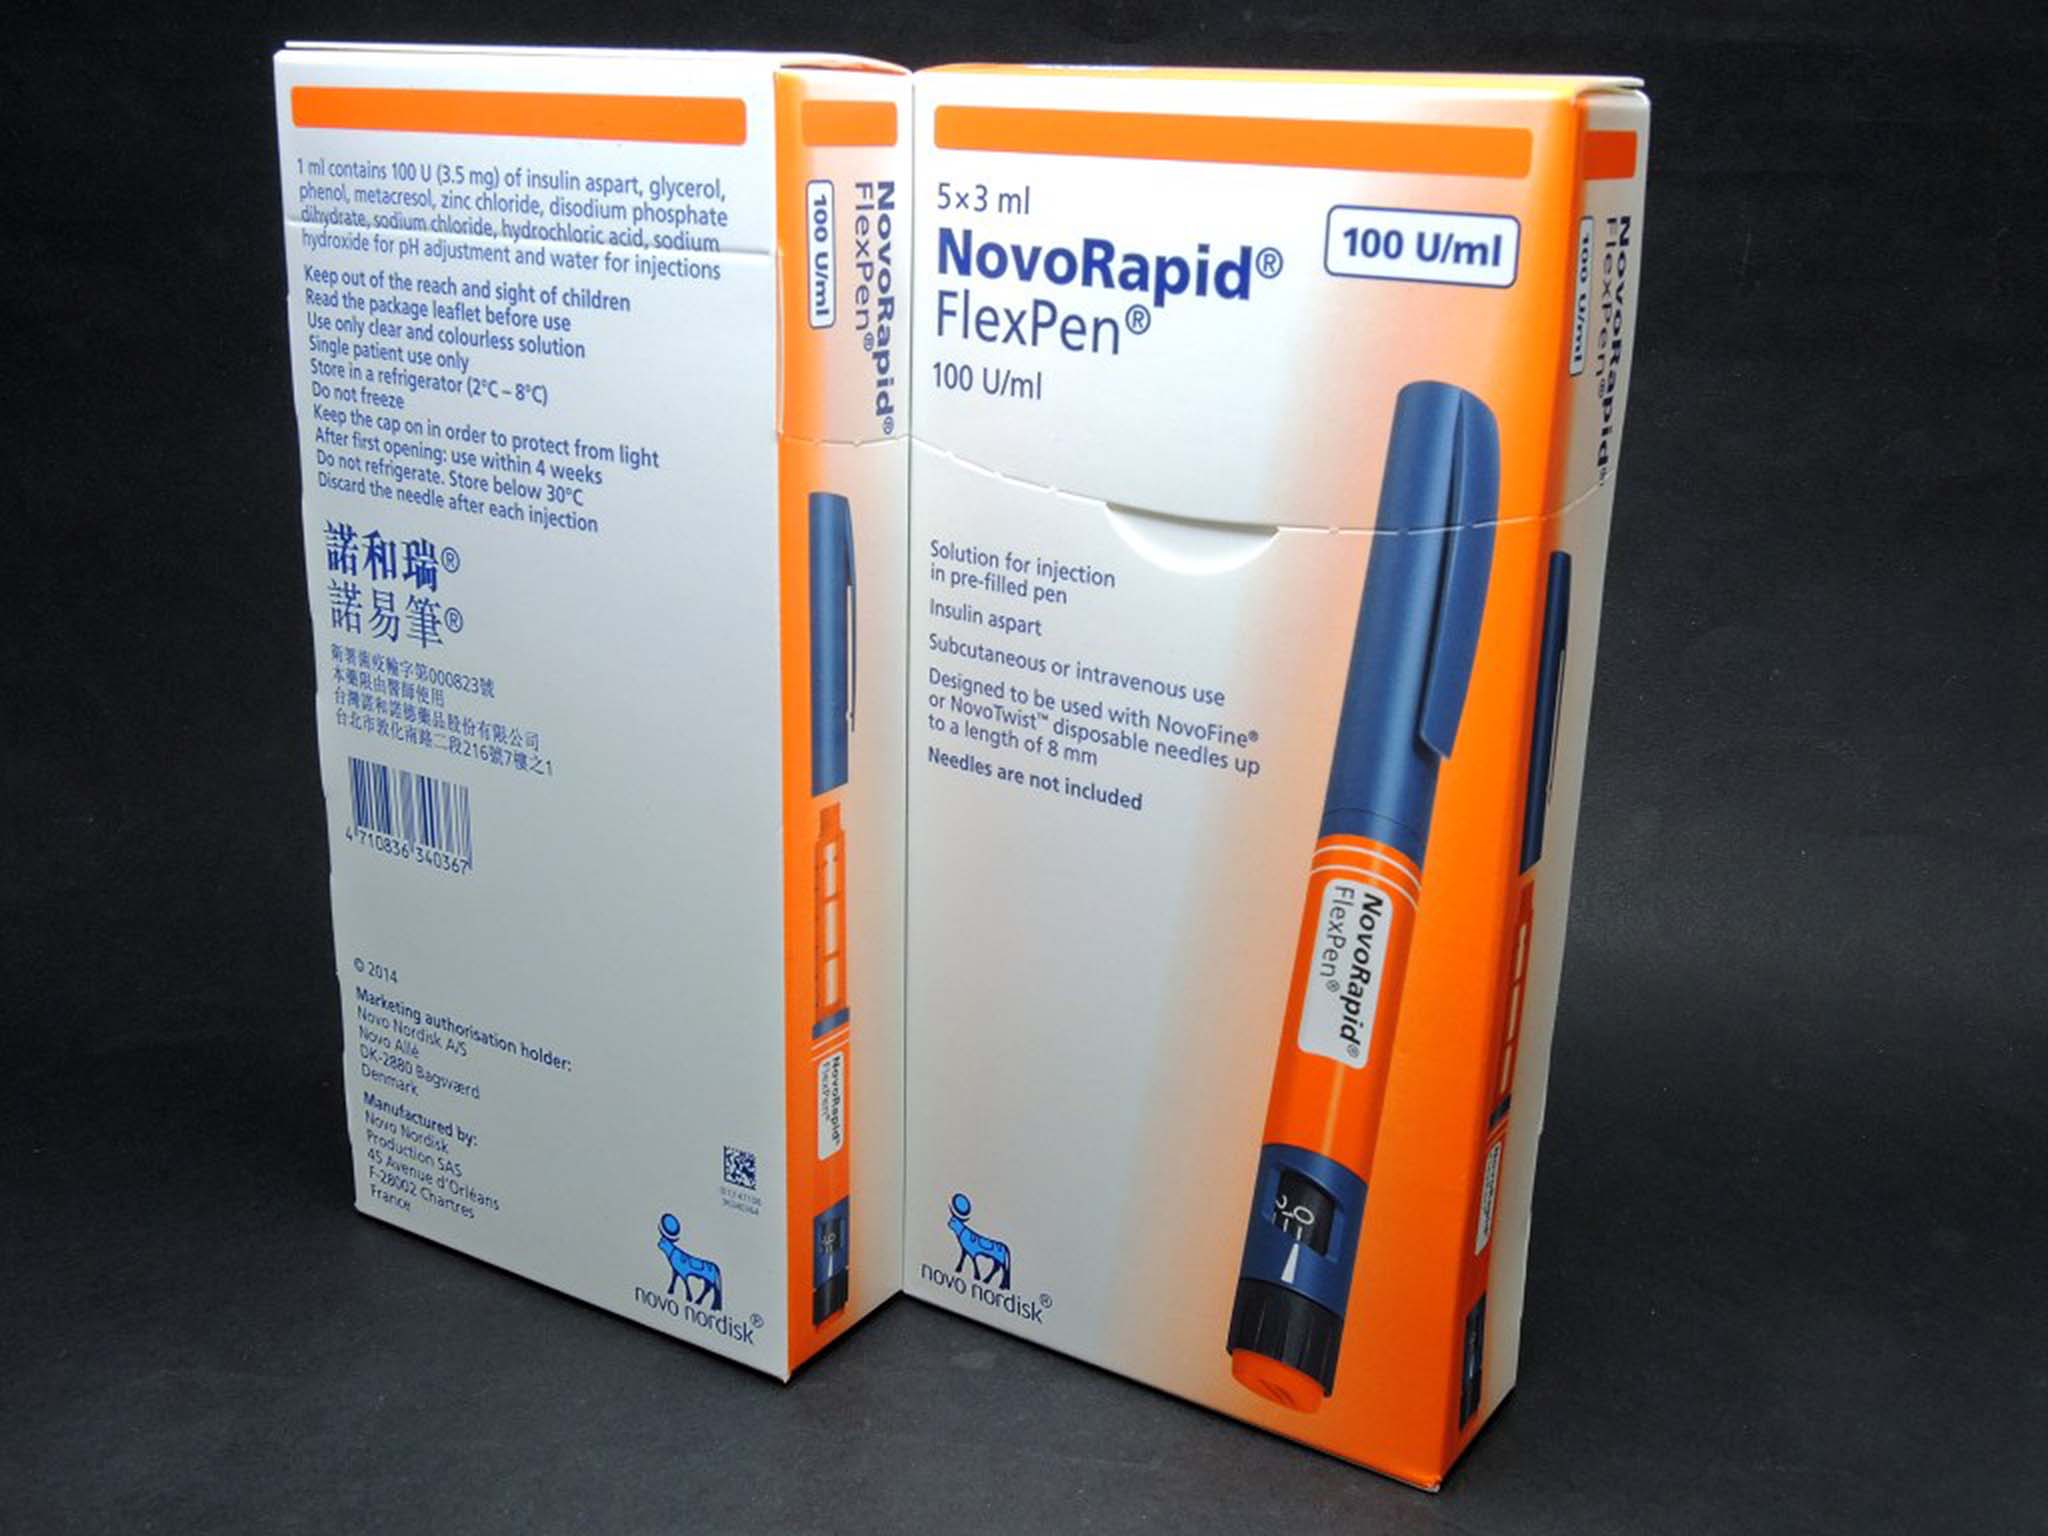 1 ml contains 100 U (3.5 mg) of insulin aspart, glycerol,
phenol, metacresol, zinc chloride, disodium phosphate
dihydrate, sodium chloride, hydrochloric acid, sodium
hydroxide for pH adjustment and water for injections
Keep out of the reach and sight of children
Read the package leaflet before use
Use only clear and colourless solution
Single patient use only
Store in a refrigerator (2°C – 8°C)
Do not freeze
Keep the cap on in order to protect from light
After first opening: use within 4 weeks
Do not refrigerate. Store below 30°C
Discard the needle after each injection
諾和瑞®
諾易筆®
衛署菌疫輸字第000823號
本藥限由醫師使用
台灣諾和諾德藥品股份有限公司
台北市敦化南路二段216號7樓之1
4 710836 340367
© 2014
Marketing authorisation holder:
Novo Nordisk A/S
Novo Allé
DK-2880 Bagsværd
Denmark
Manufactured by:
Novo Nordisk
Production SAS
45 Avenue d'Orléans
F-28002 Chartres
France
novo nordisk®
NovoRapid®
FlexPen®
100 U/ml
NovoRapid®
FlexPen®
5×3 ml
NovoRapid®
FlexPen®
100 U/ml
100 U/ml
Solution for injection
in pre-filled pen
Insulin aspart
Subcutaneous or intravenous use
Designed to be used with NovoFine®
or NovoTwist™ disposable needles up
to a length of 8 mm
Needles are not included
NovoRapid®
FlexPen®
0
novo nordisk®
NovoRapid®
FlexPen®
100 U/ml